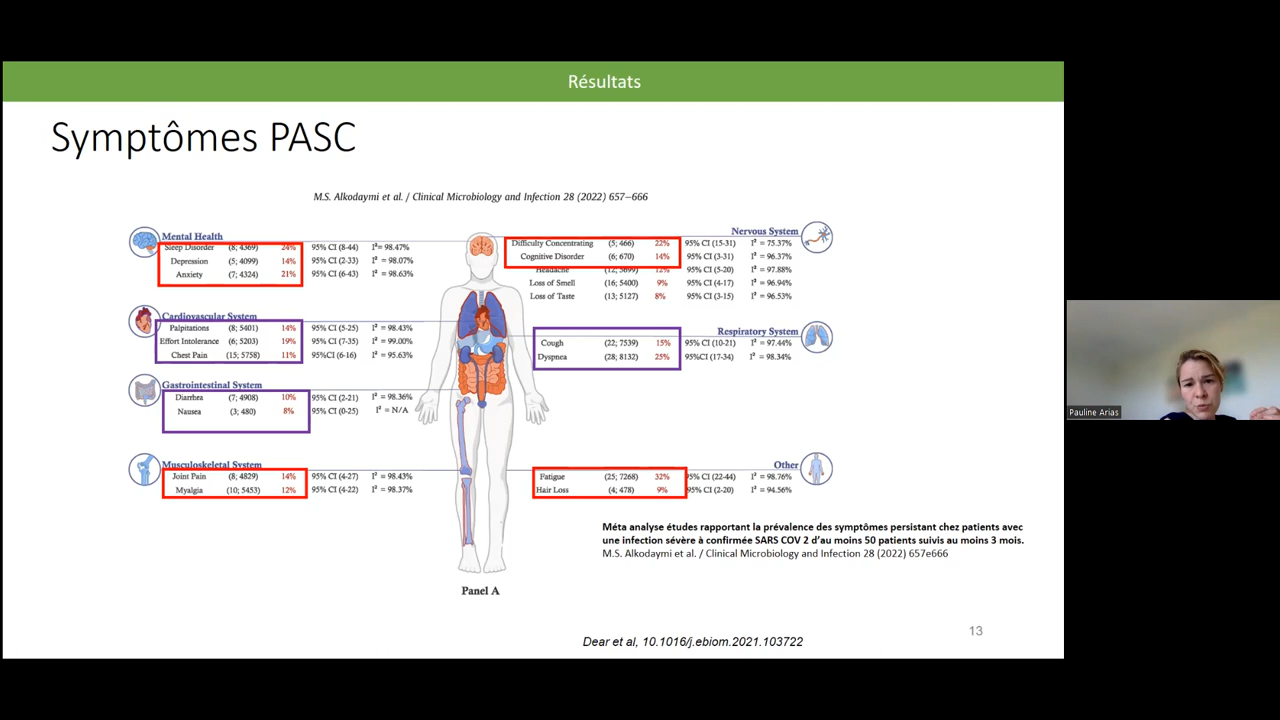 Résultats
Symptômes PASC
M.S. Alkodaymi et al. / Clinical Microbiology and Infection 28 (2022) 657–666
Mental Health
Sleep Disorder (8; 4369) 24% 95% CI (8-44) I²= 98.47%
Depression (5; 4099) 14% 95% CI (2-33) I² = 98.07%
Anxiety (7; 4324) 21% 95% CI (6-43) I² = 98.63%
Cardiovascular System
Palpitations (8; 5401) 14% 95% CI (5-25) I² = 98.43%
Effort Intolerance (6; 5203) 19% 95% CI (7-35) I² = 99.00%
Chest Pain (15; 5758) 11% 95%CI (6-16) I² = 95.63%
Gastrointestinal System
Diarrhea (7; 4908) 10% 95% CI (2-21) I² = 98.36%
Nausea (3; 480) 8% 95% CI (0-25) I² = N/A
Musculoskeletal System
Joint Pain (8; 4829) 14% 95% CI (4-27) I² = 98.43%
Myalgia (10; 5453) 12% 95% CI (4-22) I² = 98.37%
Nervous System
Difficulty Concentrating (5; 466) 22% 95% CI (15-31) I² = 75.37%
Cognitive Disorder (6; 670) 14% 95% CI (3-31) I² = 96.37%
Headache (12; 5699) 12% 95% CI (5-20) I² = 97.88%
Loss of Smell (16; 5400) 9% 95% CI (4-17) I² = 96.94%
Loss of Taste (13; 5127) 8% 95% CI (3-15) I² = 96.53%
Respiratory System
Cough (22; 7539) 15% 95% CI (10-21) I² = 97.44%
Dyspnea (28; 8132) 25% 95%CI (17-34) I² = 98.34%
Other
Fatigue (25; 7268) 32% 95% CI (22-44) I² = 98.76%
Hair Loss (4; 478) 9% 95% CI (2-20) I² = 94.56%
Panel A
Méta analyse études rapportant la prévalence des symptômes persistant chez patients avec
une infection sévère à confirmée SARS COV 2 d'au moins 50 patients suivis au moins 3 mois.
M.S. Alkodaymi et al. / Clinical Microbiology and Infection 28 (2022) 657e666
13
Dear et al, 10.1016/j.ebiom.2021.103722
Pauline Arias